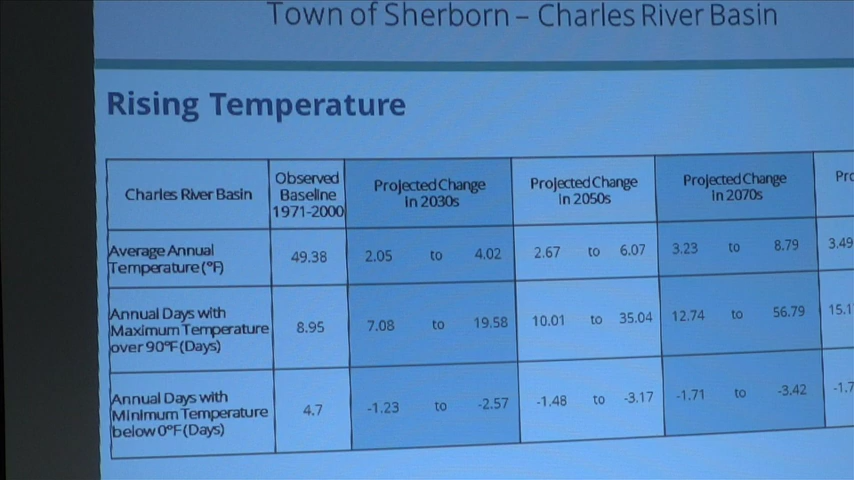 Town of Sherborn – Charles River Basin
Rising Temperature
Charles River Basin
Observed
Baseline
1971-2000
Projected Change
in 2030s
Projected Change
in 2050s
Projected Change
in 2070s
Average Annual
Temperature (°F)
49.38
2.05 to 4.02
2.67 to 6.07
3.23 to 8.79
3.49
Annual Days with
Maximum Temperature
over 90°F (Days)
8.95
7.08 to 19.58
10.01 to 35.04
12.74 to 56.79
Annual Days with
Minimum Temperature
below 0°F (Days)
4.7
-1.23 to -2.57
-1.48 to -3.17
-1.71 to -3.42